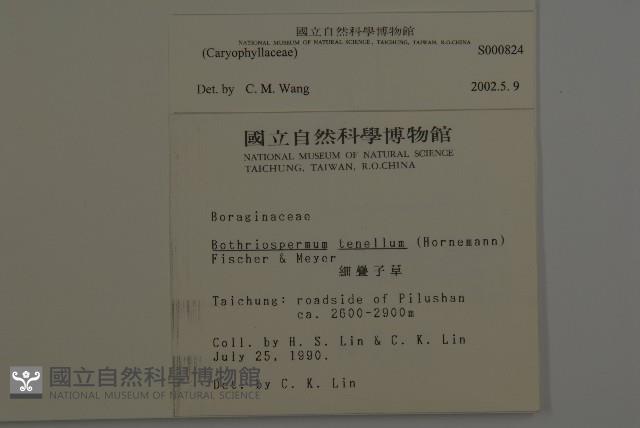 國立自然科學博物館
NATIONAL MUSEUM OF NATURAL SCIENCE, TAICHUNG, TAIWAN, R.O.CHINA
(Caryophyllaceae) S000824
Det. by C. M. Wang 2002.5.9
國立自然科學博物館
NATIONAL MUSEUM OF NATURAL SCIENCE
TAICHUNG, TAIWAN, R.O.CHINA
Boraginaceae
Bothriospermum tenellum (Hornemann)
Fischer & Meyer
細疊子草
Taichung: roadside of Pilushan
ca. 2600-2900m
Coll. by H. S. Lin & C. K. Lin
July 25, 1990.
Det. by C. K. Lin
國立自然科學博物館
NATIONAL MUSEUM OF NATURAL SCIENCE